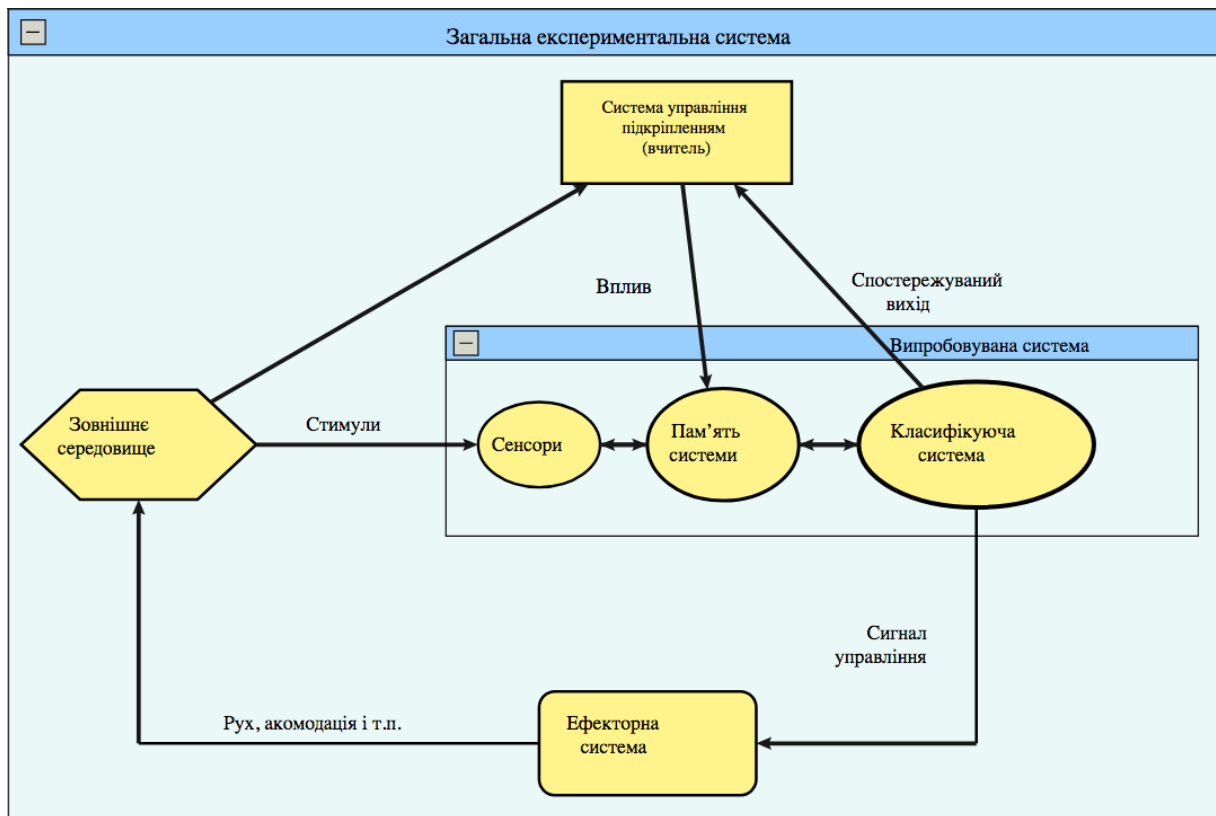 Загальна експериментальна система
Система управління
підкріпленням
(вчитель)
Вплив
Спостережуваний
вихід
Випробовувана система
Зовнішнє
середовище
Стимули
Сенсори
Пам’ять
системи
Класифікуюча
система
Сигнал
управління
Рух, акомодація і т.п.
Ефекторна
система